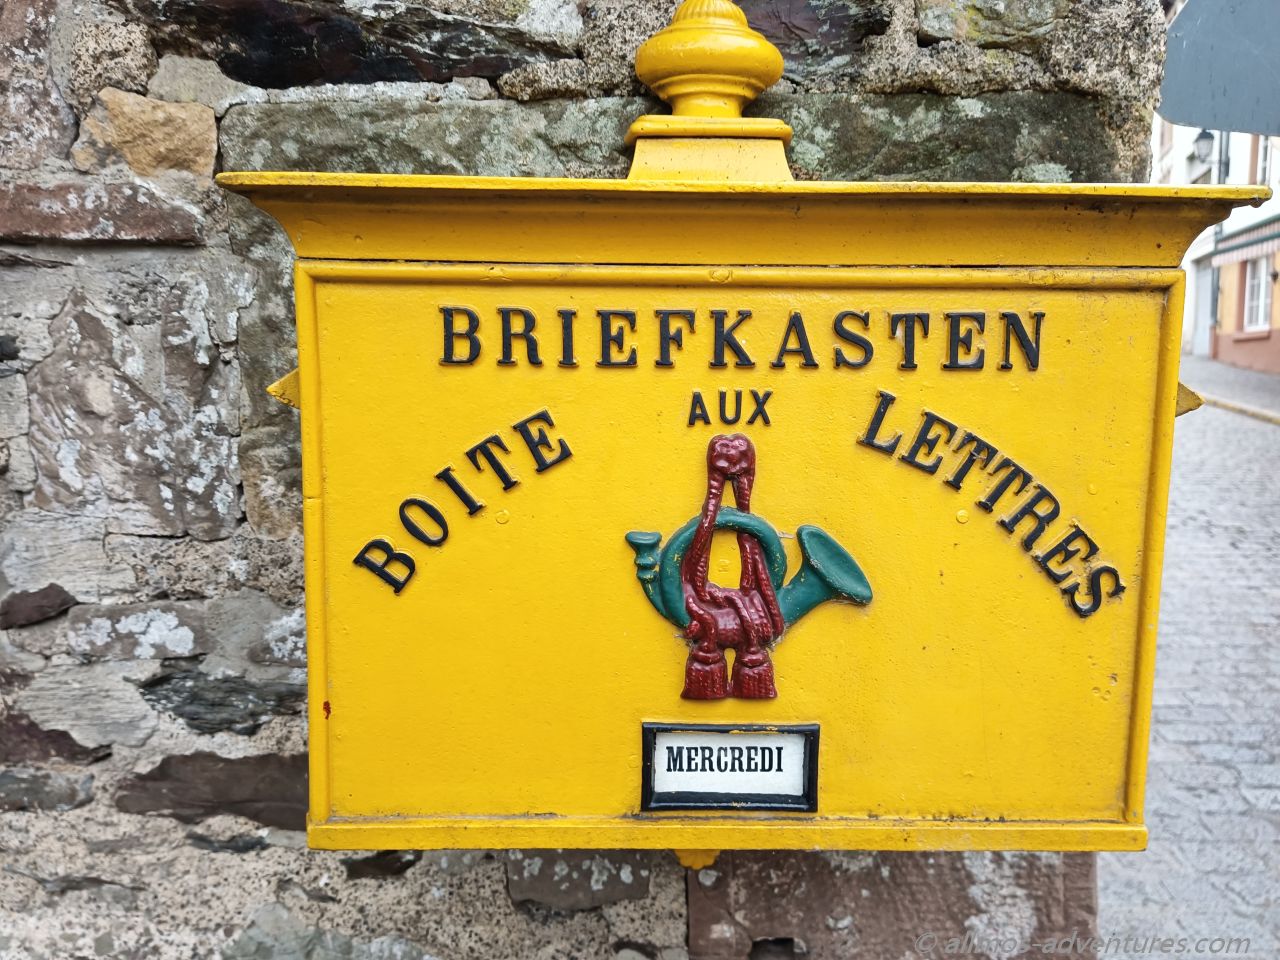 BRIEFKASTEN
BOITE AUX LETTRES
MERCREDI
© allmos-adventures.com